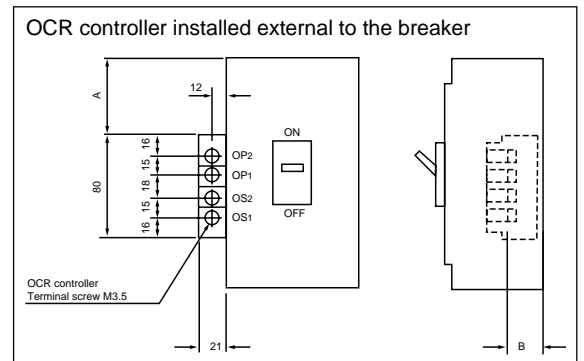 OCR controller installed external to the breaker
A
12
ON
16
OP2
15
OP1
80
18
OS2
15
OS1
OFF
16
OCR controller
Terminal screw M3.5
21
B